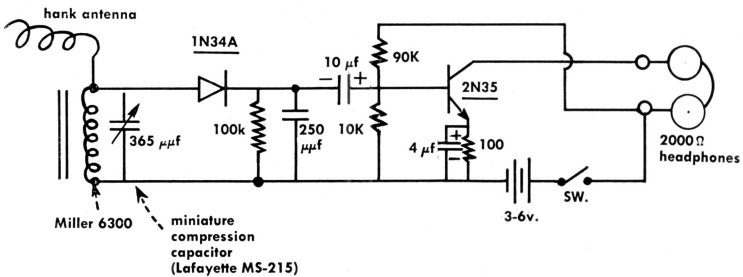 hank antenna
1N34A
10 μf
− +
90K
2N35
365 μμf
100k
250
μμf
10K
4 μf
+
−
100
2000Ω
headphones
3-6v.
SW.
Miller 6300
miniature
compression
capacitor
(Lafayette MS-215)